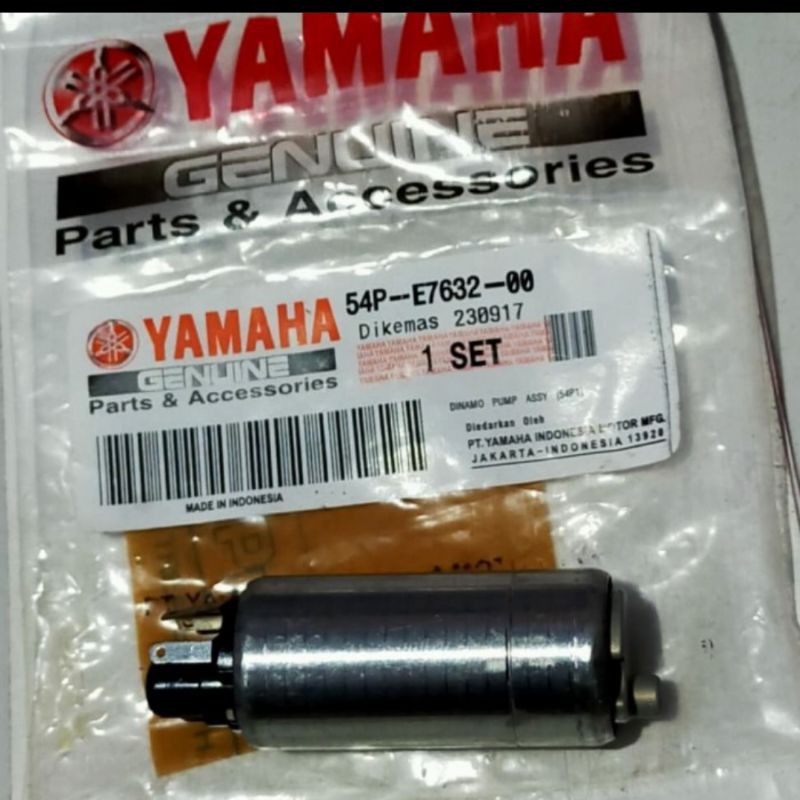 YAMAHA
GENUINE
Parts & Accessories
54P--E7632-00
Dikemas 230917
1 SET
YAMAHA
GENUINE
Parts & Accessories
DINAMO PUMP ASSY (54P1)
Diedarkan Oleh
PT.YAMAHA INDONESIA MOTOR MFG.
JAKARTA-INDONESIA 13920
MADE IN INDONESIA